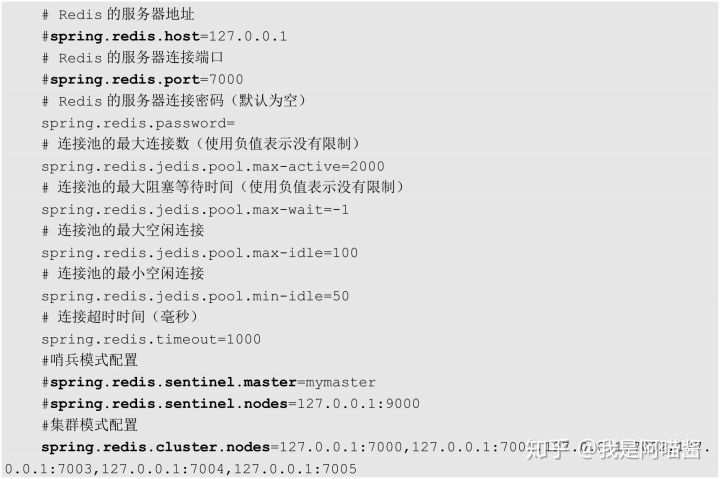 # Redis 的服务器地址
#spring.redis.host=127.0.0.1
# Redis 的服务器连接端口
#spring.redis.port=7000
# Redis 的服务器连接密码（默认为空）
spring.redis.password=
# 连接池的最大连接数（使用负值表示没有限制）
spring.redis.jedis.pool.max-active=2000
# 连接池的最大阻塞等待时间（使用负值表示没有限制）
spring.redis.jedis.pool.max-wait=-1
# 连接池的最大空闲连接
spring.redis.jedis.pool.max-idle=100
# 连接池的最小空闲连接
spring.redis.jedis.pool.min-idle=50
# 连接超时时间（毫秒）
spring.redis.timeout=1000
#哨兵模式配置
#spring.redis.sentinel.master=mymaster
#spring.redis.sentinel.nodes=127.0.0.1:9000
#集群模式配置
spring.redis.cluster.nodes=127.0.0.1:7000,127.0.0.1:700
知乎 @我是阿喵酱
0.0.1:7003,127.0.0.1:7004,127.0.0.1:7005